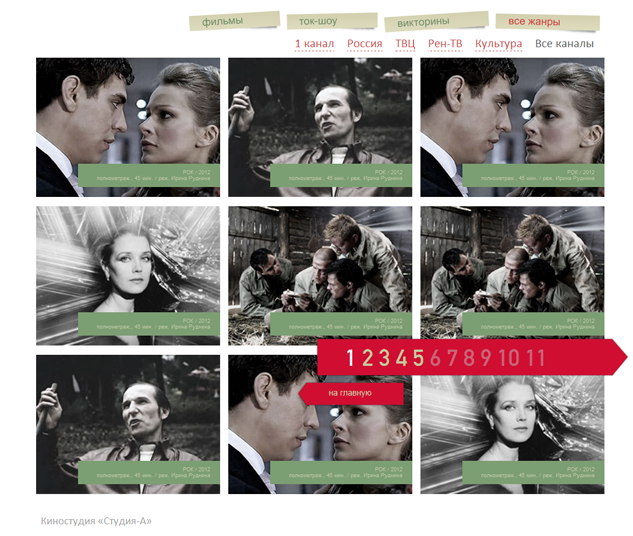 фильмы ток-шоу викторины все жанры
1 канал Россия ТВЦ Рен-ТВ Культура Все каналы
РОК / 2012 РОК / 2012 РОК / 2012
полнометраж., 45 мин. / реж. Ирина Руднина полнометраж., 45 мин. / реж. Ирина Руднина полнометраж., 45 мин. / реж. Ирина Руднина
РОК / 2012 РОК / 2012 РОК / 2012
полнометраж., 45 мин. / реж. Ирина Руднина полнометраж., 45 мин. / реж. Ирина Руднина полнометраж., 45 мин. / реж. Ирина Руднина
1 2 3 4 5 6 7 8 9 10 11
на главную
РОК / 2012 РОК / 2012 РОК / 2012
полнометраж., 45 мин. / реж. Ирина Руднина полнометраж., 45 мин. / реж. Ирина Руднина полнометраж., 45 мин. / реж. Ирина Руднина
Киностудия «Студия-А»